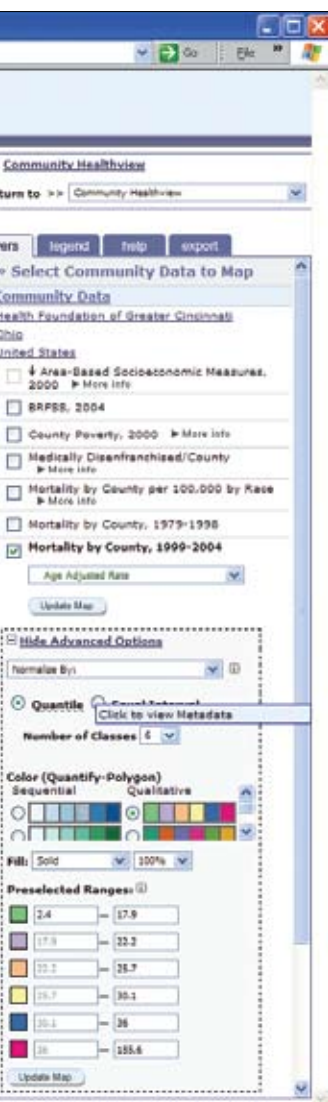 Go File »
Community Healthview
turn to >> Community Healthview
ers legend help export
Select Community Data to Map
Community Data
Health Foundation of Greater Cincinnati
Ohio
United States
Area-Based Socioeconomic Measures, 2000 ▶ More info
BRFSS, 2004
County Poverty, 2000 ▶ More info
Medically Disenfranchised/County
▶ More info
Mortality by County per 100,000 by Race
▶ More info
Mortality by County, 1979-1998
Mortality by County, 1999-2004
Age Adjusted Rate
Update Map
Hide Advanced Options
Normalize By:
Quantile Equal Interval
Click to view Metadata
Number of Classes 6
Color (Quantify-Polygon)
Sequential Qualitative
Fill: Solid 100%
Preselected Ranges:
2.4 — 17.9
17.9 — 22.2
22.2 — 25.7
25.7 — 30.1
30.1 — 36
36 — 155.6
Update Map